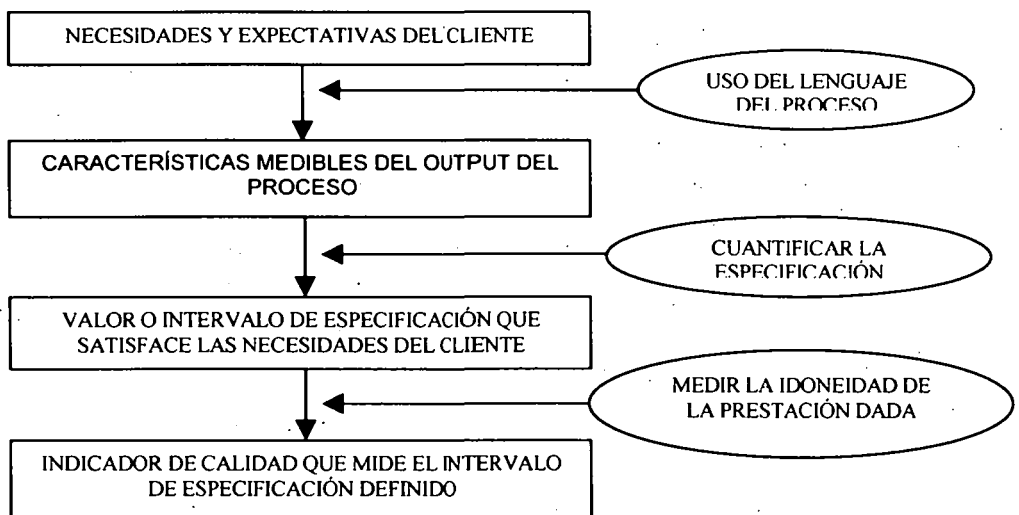 NECESIDADES Y EXPECTATIVAS DEL CLIENTE
USO DEL LENGUAJE
DEL PROCESO
CARACTERÍSTICAS MEDIBLES DEL OUTPUT DEL
PROCESO
CUANTIFICAR LA
ESPECIFICACIÓN
VALOR O INTERVALO DE ESPECIFICACIÓN QUE
SATISFACE LAS NECESIDADES DEL CLIENTE
MEDIR LA IDONEIDAD DE
LA PRESTACIÓN DADA
INDICADOR DE CALIDAD QUE MIDE EL INTERVALO
DE ESPECIFICACIÓN DEFINIDO